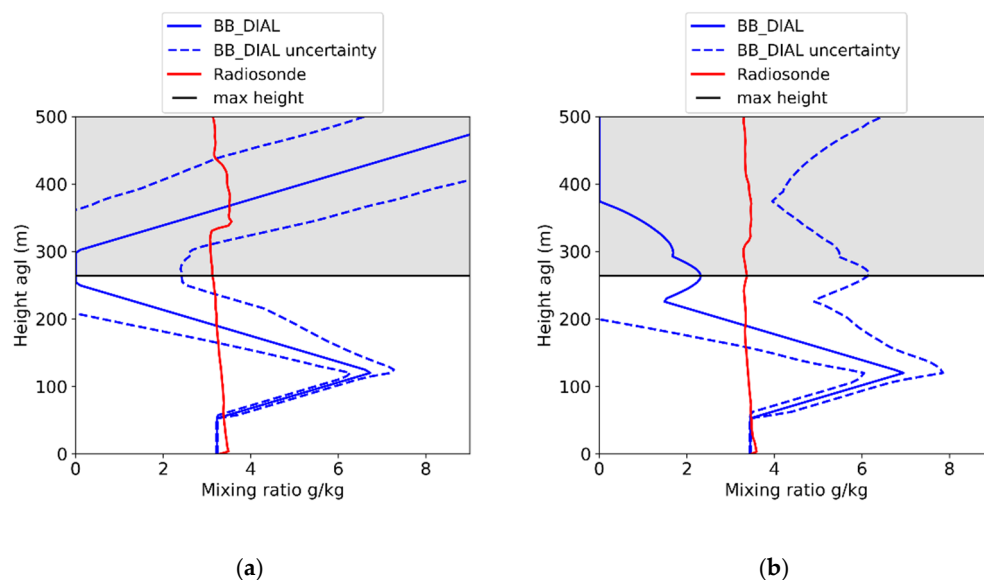 BB_DIAL
BB_DIAL uncertainty
Radiosonde
max height
500
400
300
200
100
0
Height agl (m)
0
2
4
6
8
Mixing ratio g/kg
(a)
BB_DIAL
BB_DIAL uncertainty
Radiosonde
max height
500
400
300
200
100
0
Height agl (m)
0
2
4
6
8
Mixing ratio g/kg
(b)